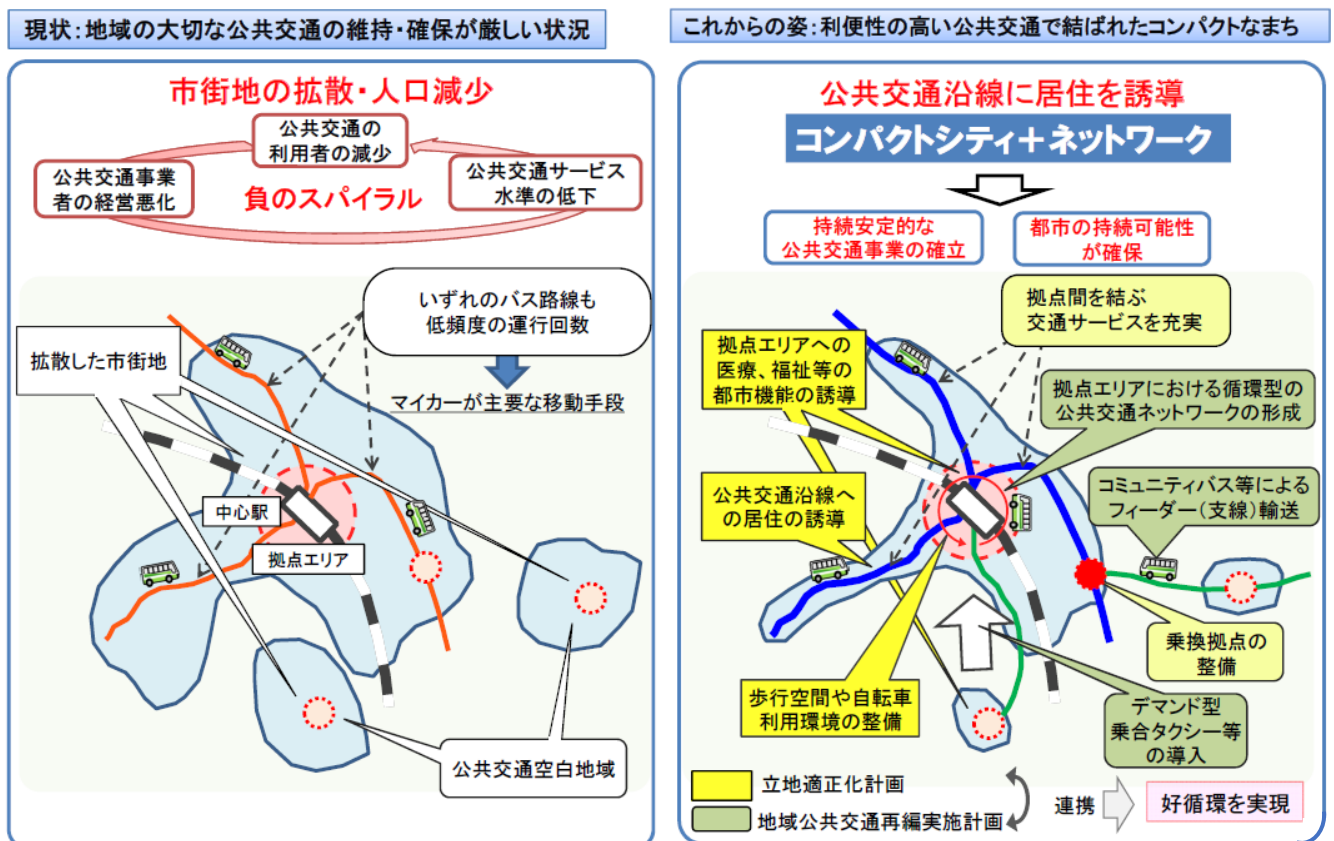 現状：地域の大切な公共交通の維持・確保が厳しい状況
市街地の拡散・人口減少
公共交通の
利用者の減少
公共交通事業
者の経営悪化
公共交通サービス
水準の低下
負のスパイラル
いずれのバス路線も
低頻度の運行回数
拡散した市街地
マイカーが主要な移動手段
中心駅
拠点エリア
公共交通空白地域
これからの姿：利便性の高い公共交通で結ばれたコンパクトなまち
公共交通沿線に居住を誘導
コンパクトシティ＋ネットワーク
持続安定的な
公共交通事業の確立
都市の持続可能性
が確保
拠点間を結ぶ
交通サービスを充実
拠点エリアへの
医療、福祉等の
都市機能の誘導
拠点エリアにおける循環型の
公共交通ネットワークの形成
公共交通沿線へ
の居住の誘導
コミュニティバス等による
フィーダー（支線）輸送
乗換拠点の
整備
歩行空間や自転車
利用環境の整備
デマンド型
乗合タクシー等
の導入
立地適正化計画
地域公共交通再編実施計画
連携
好循環を実現